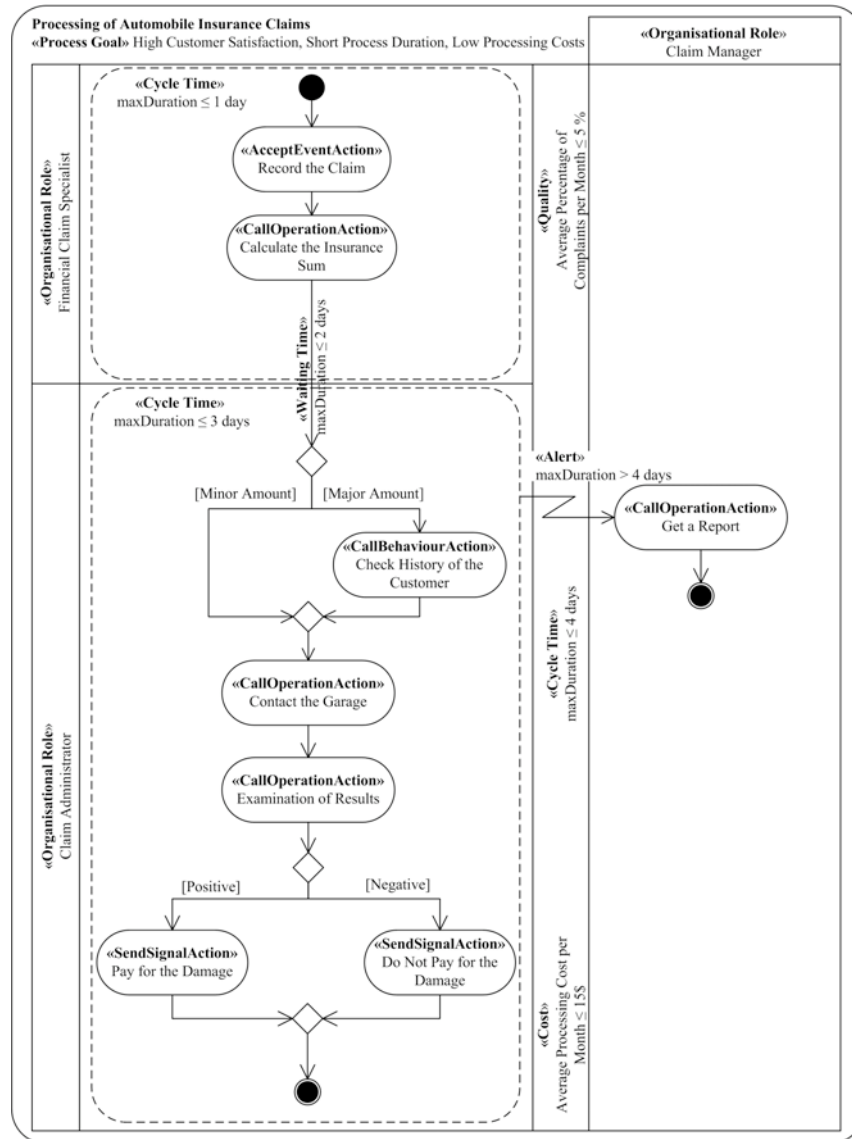 Processing of Automobile Insurance Claims
«Process Goal» High Customer Satisfaction, Short Process Duration, Low Processing Costs
«Organisational Role»
Claim Manager
«Organisational Role»
Financial Claim Specialist
«Cycle Time»
maxDuration ≤ 1 day
«AcceptEventAction»
Record the Claim
«CallOperationAction»
Calculate the Insurance
Sum
«Quality»
Average Percentage of
Complaints per Month ≤ 5 %
«Waiting Time»
maxDuration ≤ 2 days
«Organisational Role»
Claim Administrator
«Cycle Time»
maxDuration ≤ 3 days
«Alert»
maxDuration > 4 days
[Minor Amount]
[Major Amount]
«CallOperationAction»
Get a Report
«CallBehaviourAction»
Check History of the
Customer
«Cycle Time»
maxDuration ≤ 4 days
«CallOperationAction»
Contact the Garage
«CallOperationAction»
Examination of Results
[Positive]
[Negative]
«SendSignalAction»
Pay for the Damage
«SendSignalAction»
Do Not Pay for the
Damage
«Cost»
Average Processing Cost per
Month ≤ 15$